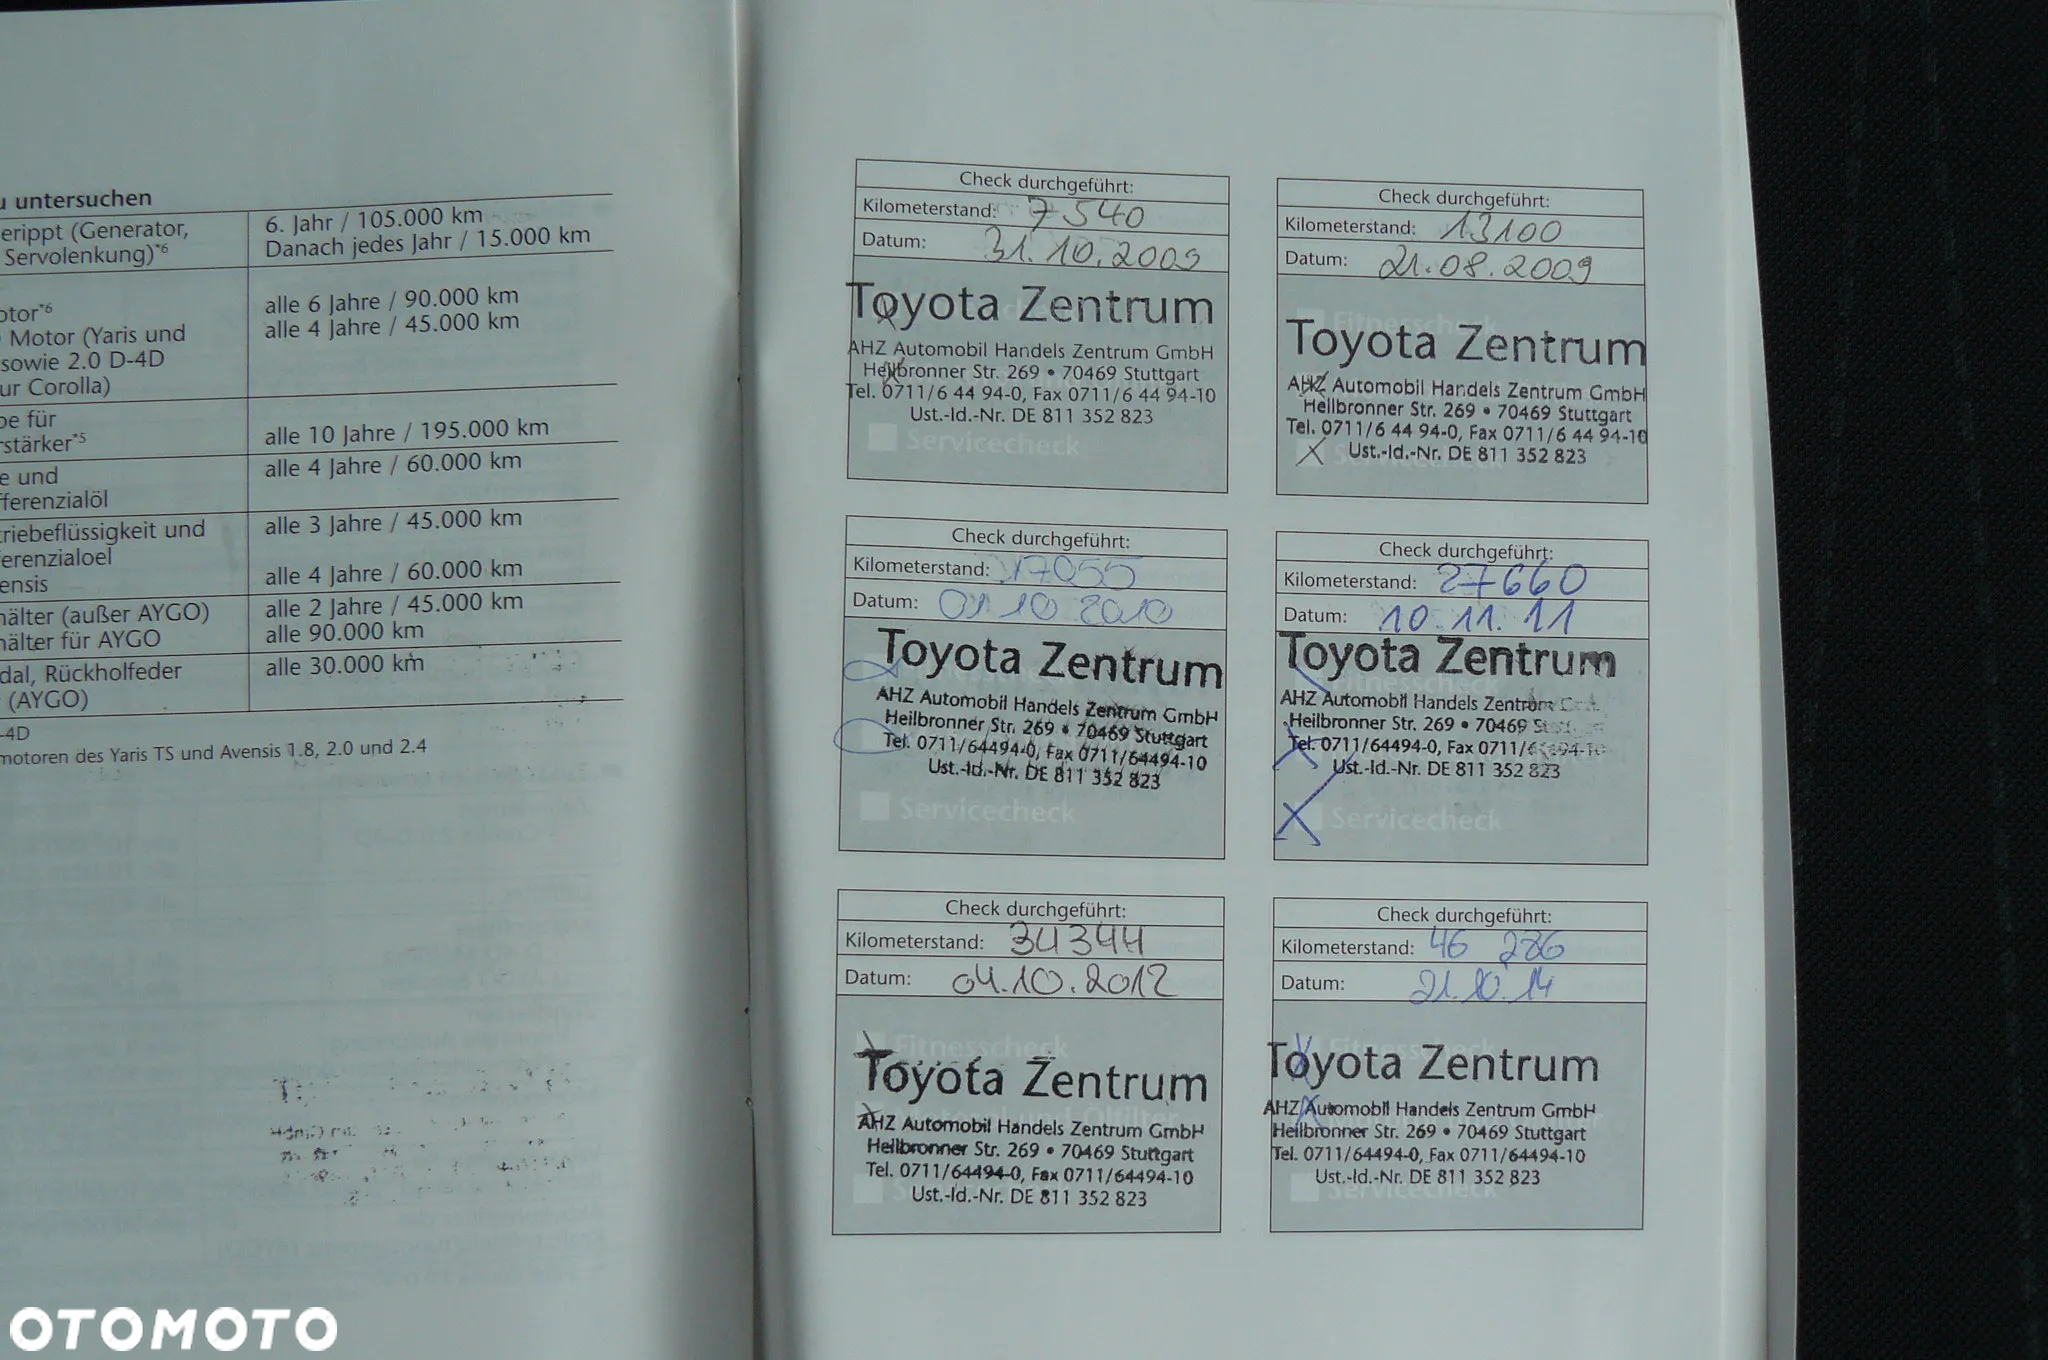 u untersuchen
erippt (Generator,
Servolenkung)*6
6. Jahr / 105.000 km
Danach jedes Jahr / 15.000 km
otor*6
Motor (Yaris und
sowie 2.0 D-4D
ur Corolla)
alle 6 Jahre / 90.000 km
alle 4 Jahre / 45.000 km
pe für
rstärker*5
alle 10 Jahre / 195.000 km
e und
fferenzialöl
alle 4 Jahre / 60.000 km
triebeflüssigkeit und
ferenzialoel
ensis
alle 3 Jahre / 45.000 km
alle 4 Jahre / 60.000 km
hälter (außer AYGO)
hälter für AYGO
alle 2 Jahre / 45.000 km
alle 90.000 km
dal, Rückholfeder
(AYGO)
alle 30.000 km
-4D
motoren des Yaris TS und Avensis 1.8, 2.0 und 2.4
Check durchgeführt:
Kilometerstand: 7540
Datum: 31.10.2009
Toyota Zentrum
AHZ Automobil Handels Zentrum GmbH
Heilbronner Str. 269 • 70469 Stuttgart
Tel. 0711/6 44 94-0, Fax 0711/6 44 94-10
Ust.-Id.-Nr. DE 811 352 823
Servicecheck
Check durchgeführt:
Kilometerstand: 13100
Datum: 21.08.2009
Toyota Zentrum
AHZ Automobil Handels Zentrum GmbH
Heilbronner Str. 269 • 70469 Stuttgart
Tel. 0711/6 44 94-0, Fax 0711/6 44 94-10
Ust.-Id.-Nr. DE 811 352 823
Check durchgeführt:
Kilometerstand: 17055
Datum: 01.10.2010
Toyota Zentrum
AHZ Automobil Handels Zentrum GmbH
Heilbronner Str. 269 • 70469 Stuttgart
Tel. 0711/64494-0, Fax 0711/64494-10
Ust.-Id.-Nr. DE 811 352 823
Servicecheck
Check durchgeführt:
Kilometerstand: 27660
Datum: 10.11.11
Toyota Zentrum
AHZ Automobil Handels Zentrum
Heilbronner Str. 269 • 70469
Tel. 0711/64494-0, Fax 0711/64494-10
Ust.-Id.-Nr. DE 811 352 823
Servicecheck
Check durchgeführt:
Kilometerstand: 34344
Datum: 04.10.2012
Fitnesscheck
Toyota Zentrum
AHZ Automobil Handels Zentrum GmbH
Heilbronner Str. 269 • 70469 Stuttgart
Tel. 0711/64494-0, Fax 0711/64494-10
Ust.-Id.-Nr. DE 811 352 823
Check durchgeführt:
Kilometerstand: 46 286
Datum: 21.10.14
Fitnesscheck
Toyota Zentrum
AHZ Automobil Handels Zentrum GmbH
Heilbronner Str. 269 • 70469 Stuttgart
Tel. 0711/64494-0, Fax 0711/64494-10
Ust.-Id.-Nr. DE 811 352 823
Servicecheck
OTOMOTO